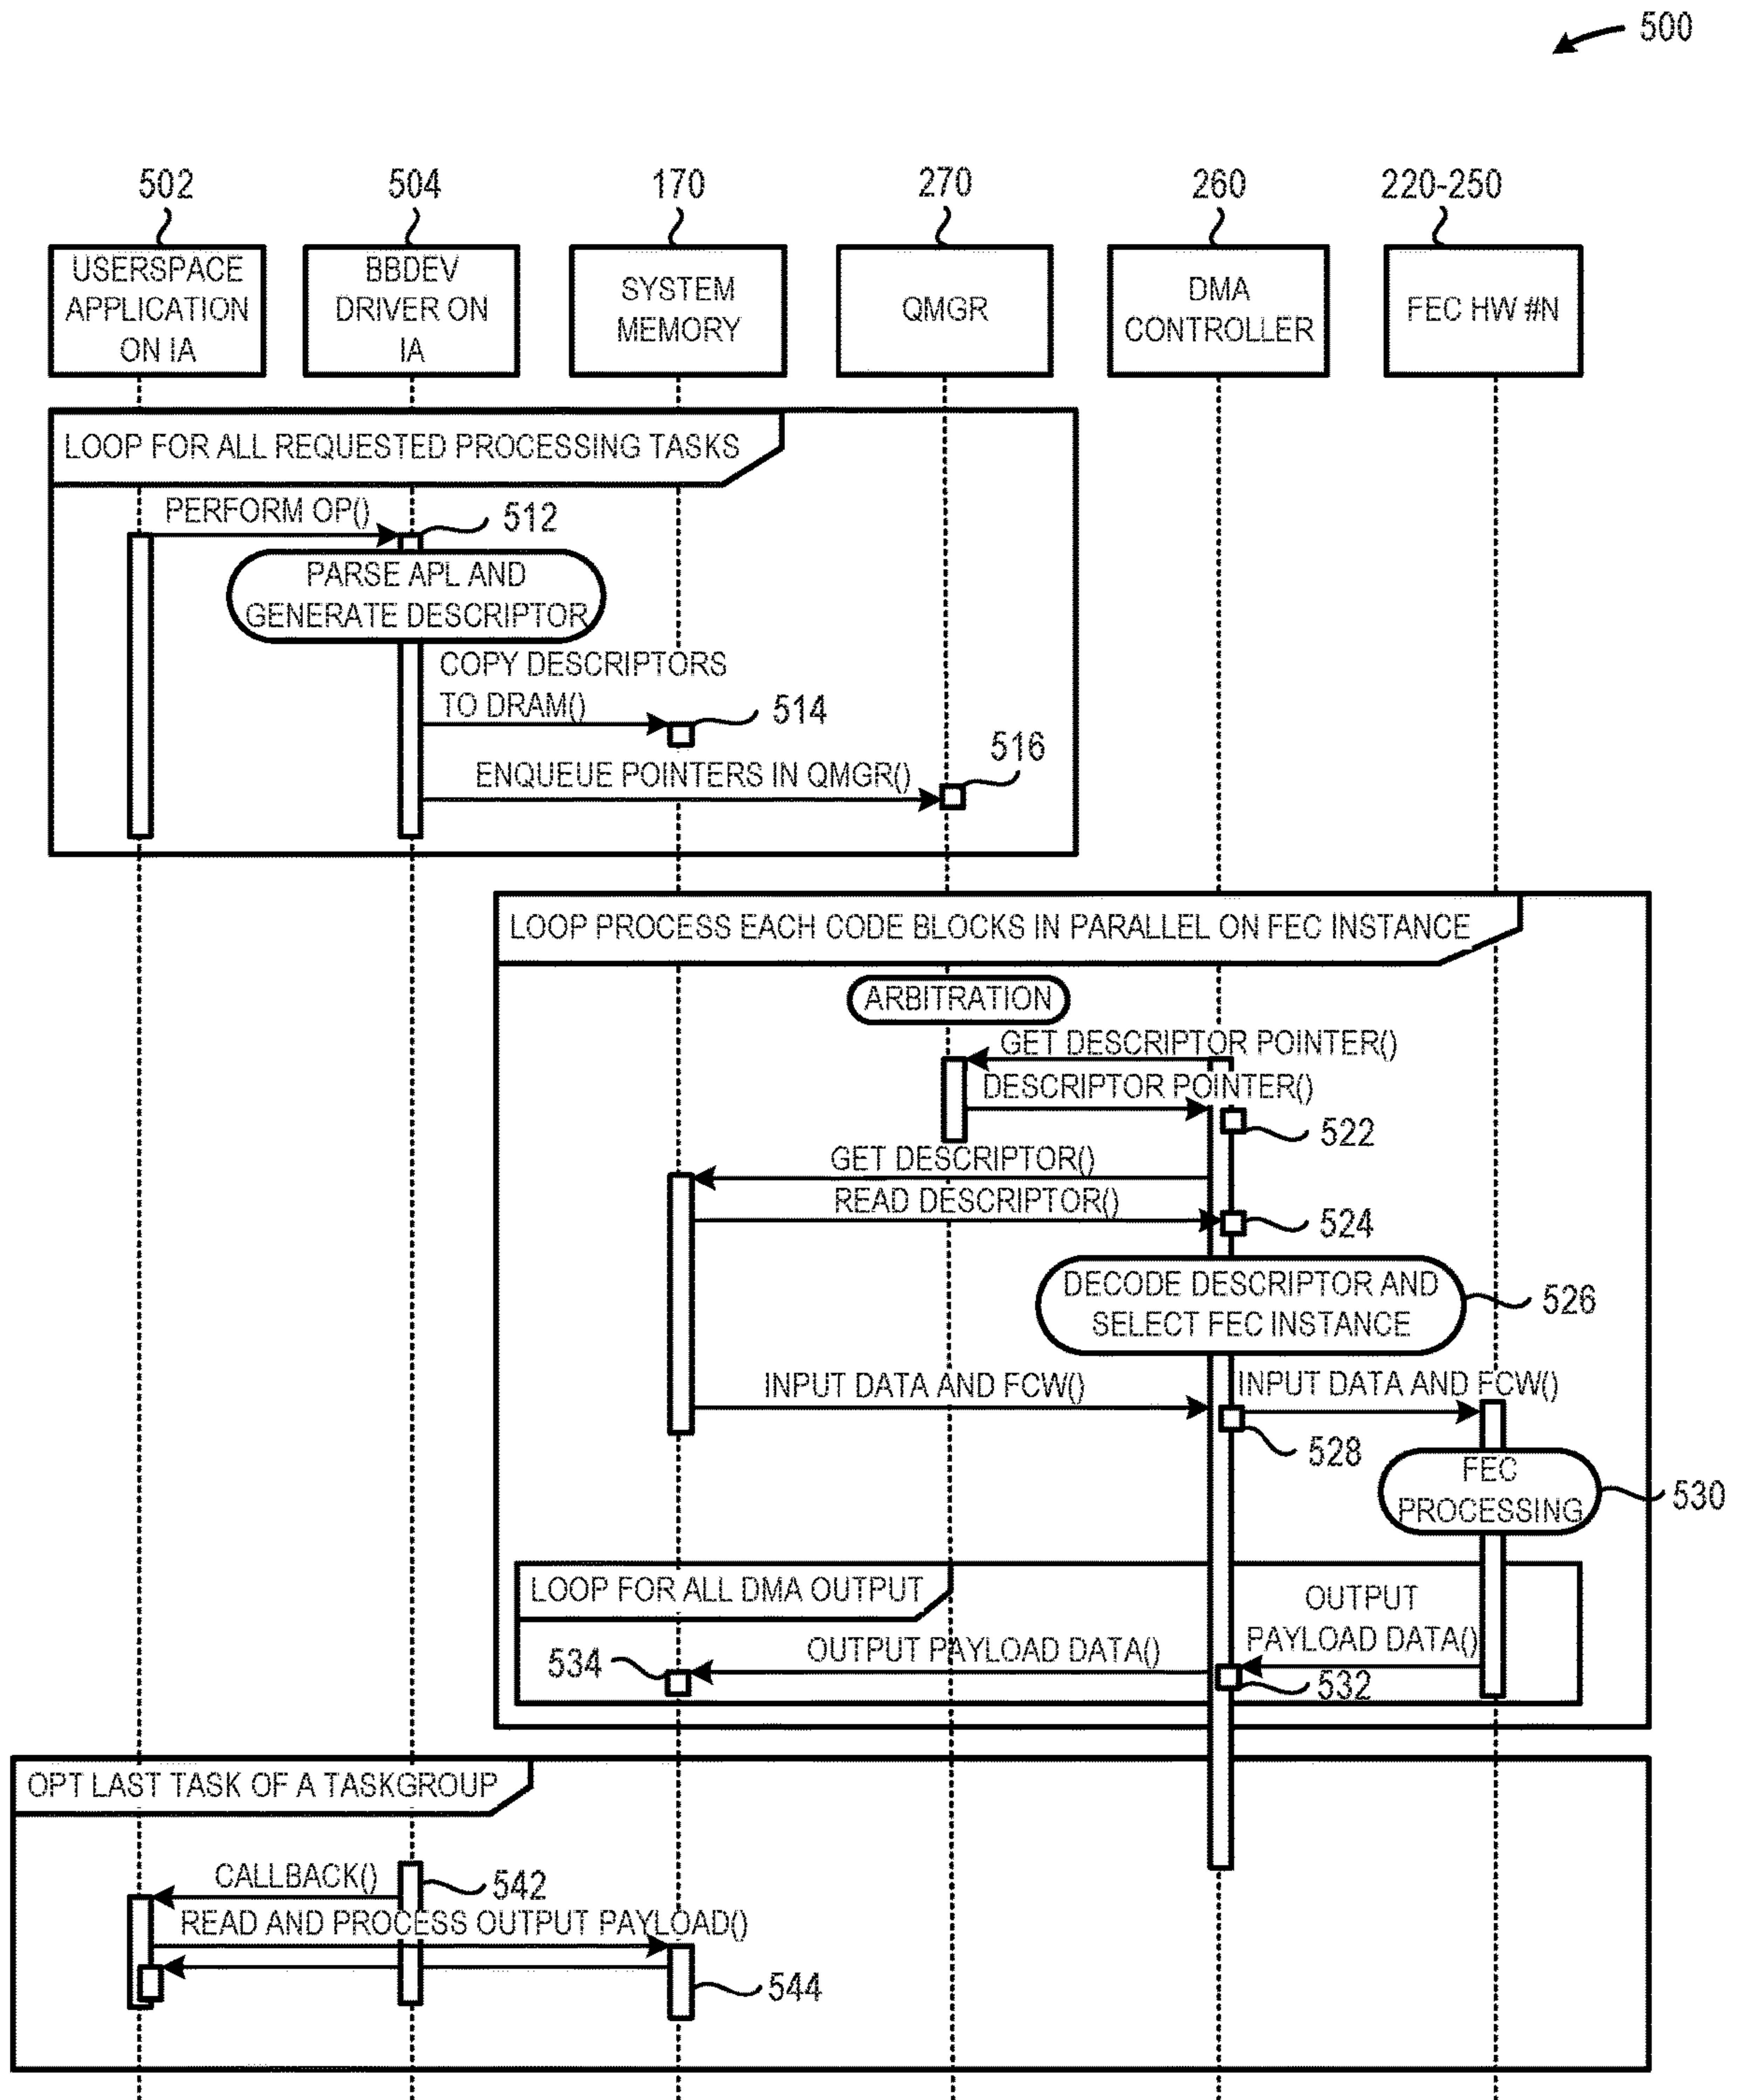 500
502
504
170
270
260
220-250
USERSPACE
APPLICATION
ON IA
BBDEV
DRIVER ON
IA
SYSTEM
MEMORY
QMGR
DMA
CONTROLLER
FEC HW #N
LOOP FOR ALL REQUESTED PROCESSING TASKS
PERFORM OP()
512
PARSE APL AND
GENERATE DESCRIPTOR
COPY DESCRIPTORS
TO DRAM()
514
516
ENQUEUE POINTERS IN QMGR()
LOOP PROCESS EACH CODE BLOCKS IN PARALLEL ON FEC INSTANCE
ARBITRATION
GET DESCRIPTOR POINTER()
DESCRIPTOR POINTER()
522
GET DESCRIPTOR()
READ DESCRIPTOR()
524
DECODE DESCRIPTOR AND
SELECT FEC INSTANCE
526
INPUT DATA AND FCW()
INPUT DATA AND FCW()
528
FEC
PROCESSING
530
LOOP FOR ALL DMA OUTPUT
OUTPUT
PAYLOAD DATA()
OUTPUT PAYLOAD DATA()
534
532
OPT LAST TASK OF A TASKGROUP
CALLBACK()
542
READ AND PROCESS OUTPUT PAYLOAD()
544